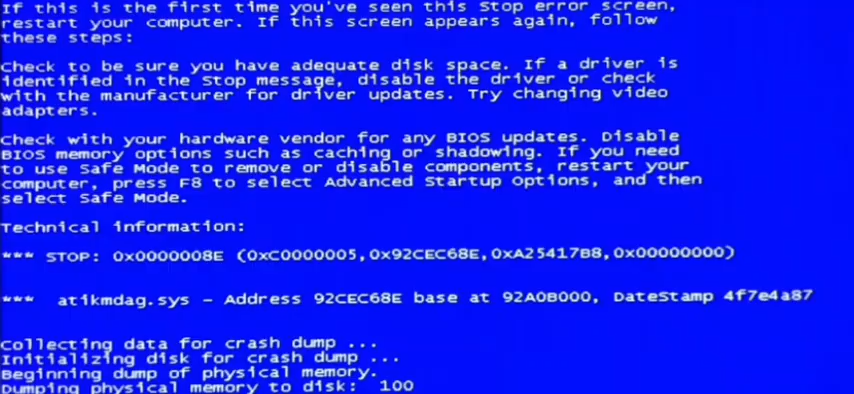 If this is the first time you've seen this Stop error screen,
restart your computer. If this screen appears again, follow
these steps:
Check to be sure you have adequate disk space. If a driver is
identified in the Stop message, disable the driver or check
with the manufacturer for driver updates. Try changing video
adapters.
Check with your hardware vendor for any BIOS updates. Disable
BIOS memory options such as caching or shadowing. If you need
to use Safe Mode to remove or disable components, restart your
computer, press F8 to select Advanced Startup Options, and then
select Safe Mode.
Technical information:
*** STOP: 0x0000008E (0xC0000005,0x92CEC68E,0xA25417B8,0x00000000)
*** atikmdag.sys - Address 92CEC68E base at 92A0B000, DateStamp 4f7e4a87
Collecting data for crash dump ...
Initializing disk for crash dump ...
Beginning dump of physical memory.
Dumping physical memory to disk: 100